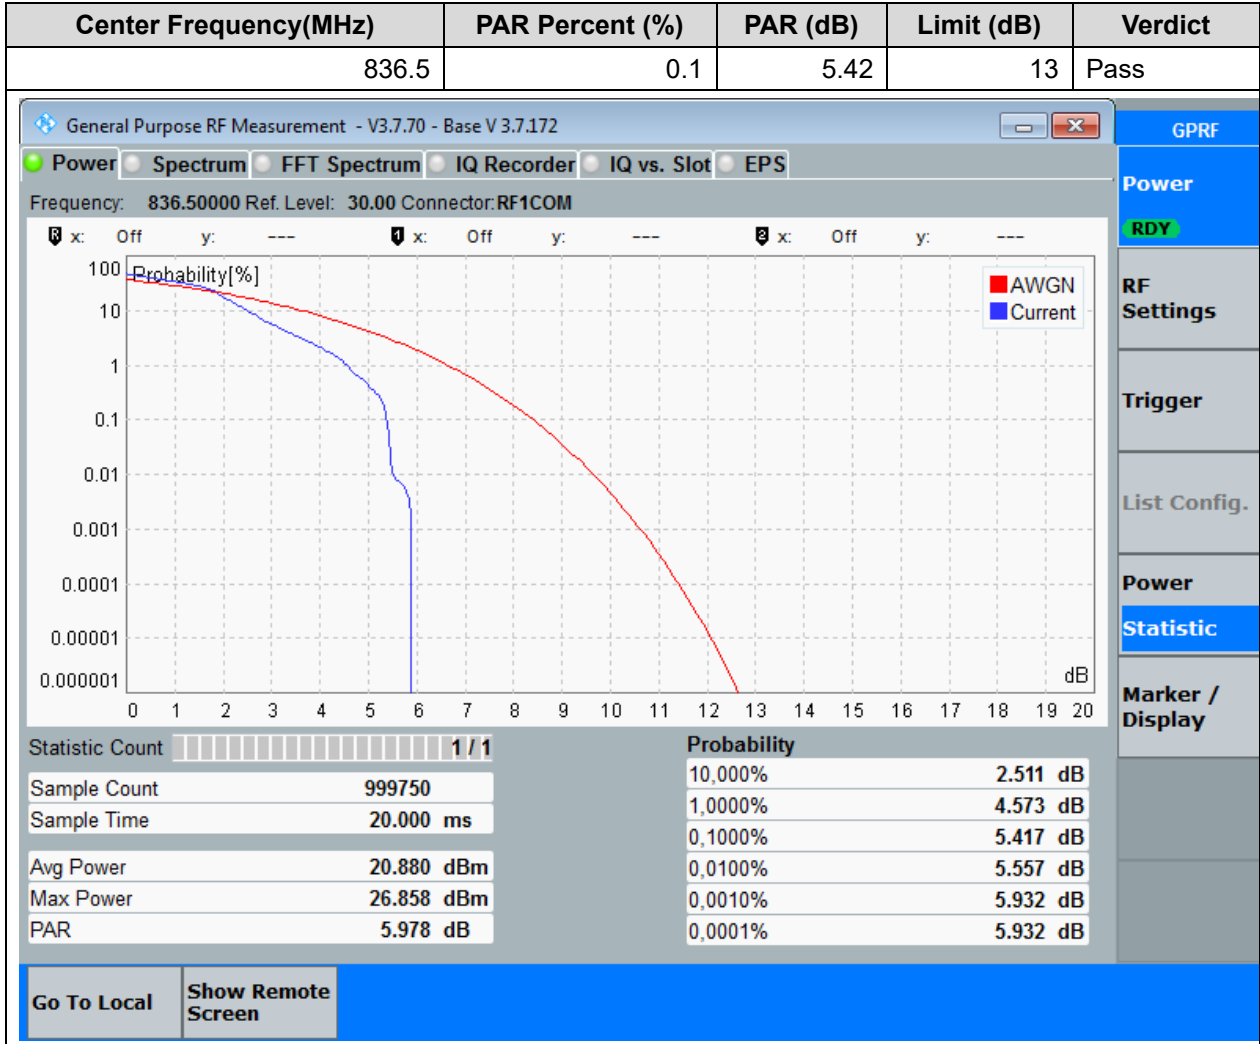 Center Frequency(MHz) PAR Percent (%) PAR (dB) Limit (dB) Verdict
836.5 0.1 5.42 13 Pass
General Purpose RF Measurement - V3.7.70 - Base V 3.7.172
GPRF
Power Spectrum FFT Spectrum IQ Recorder IQ vs. Slot EPS
Frequency: 836.50000 Ref. Level: 30.00 Connector: RF1COM
R x: Off y: --- 1 x: Off y: --- 2 x: Off y: ---
Probability[%]
AWGN
Current
100
10
1
0.1
0.01
0.001
0.0001
0.00001
0.000001
dB
0 1 2 3 4 5 6 7 8 9 10 11 12 13 14 15 16 17 18 19 20
Statistic Count 1 / 1
Sample Count 999750
Sample Time 20.000 ms
Avg Power 20.880 dBm
Max Power 26.858 dBm
PAR 5.978 dB
Probability
10,000% 2.511 dB
1,0000% 4.573 dB
0,1000% 5.417 dB
0,0100% 5.557 dB
0,0010% 5.932 dB
0,0001% 5.932 dB
Power
RDY
RF
Settings
Trigger
List Config.
Power
Statistic
Marker /
Display
Go To Local
Show Remote
Screen